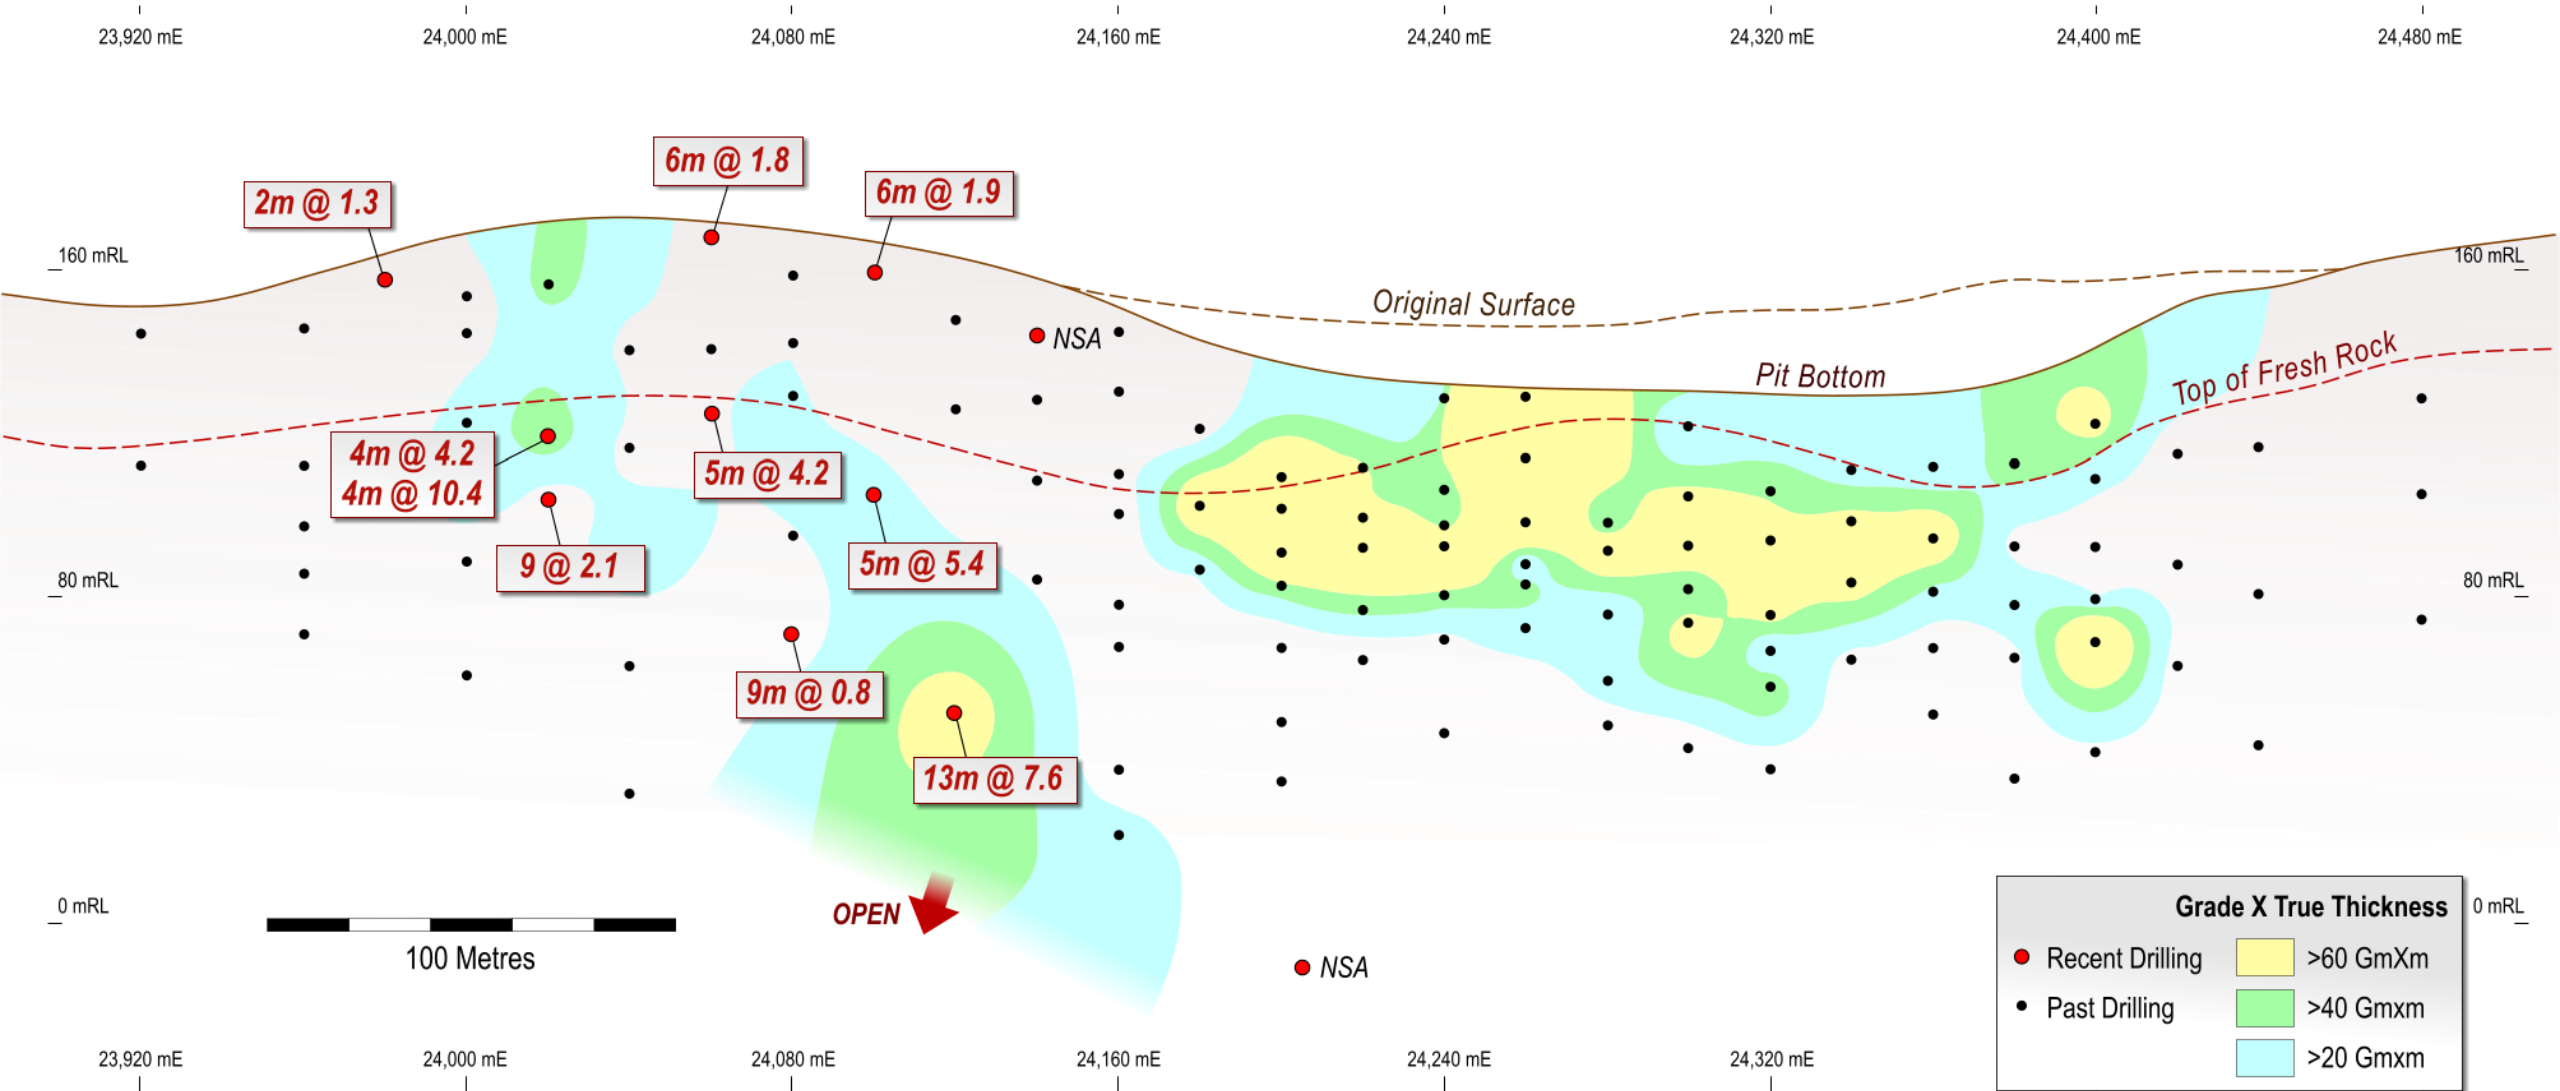 23,920 mE
24,000 mE
24,080 mE
24,160 mE
24,240 mE
24,320 mE
24,400 mE
24,480 mE
6m @ 1.8
2m @ 1.3
6m @ 1.9
160 mRL
160 mRL
Original Surface
NSA
Pit Bottom
Top of Fresh Rock
4m @ 4.2
4m @ 10.4
5m @ 4.2
9 @ 2.1
5m @ 5.4
80 mRL
80 mRL
9m @ 0.8
13m @ 7.6
0 mRL
OPEN
0 mRL
100 Metres
NSA
Grade X True Thickness
Recent Drilling
>60 GmXm
Past Drilling
>40 Gmxm
>20 Gmxm
23,920 mE
24,000 mE
24,080 mE
24,160 mE
24,240 mE
24,320 mE